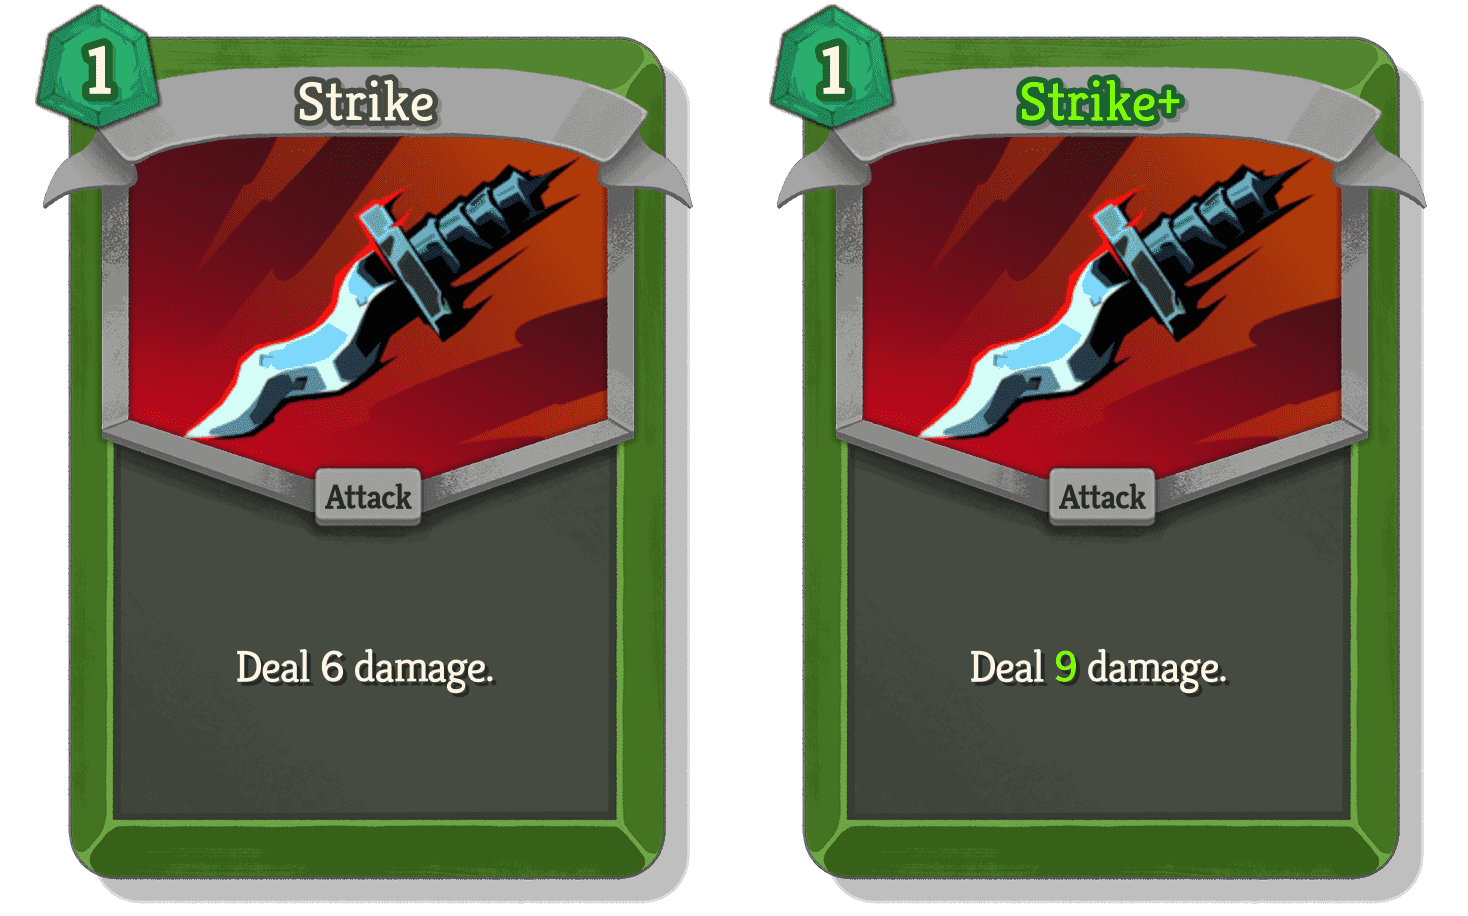 1
Strike
Attack
Deal 6 damage.
1
Strike+
Attack
Deal 9 damage.